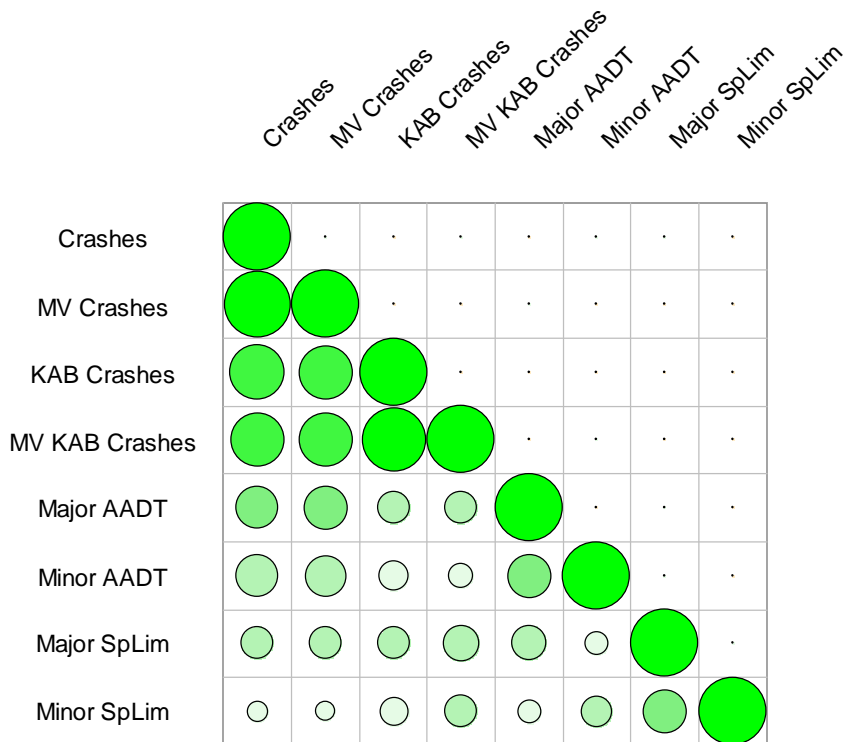 Crashes
MV Crashes
KAB Crashes
MV KAB Crashes
Major AADT
Minor AADT
Major SpLim
Minor SpLim
Crashes
MV Crashes
KAB Crashes
MV KAB Crashes
Major AADT
Minor AADT
Major SpLim
Minor SpLim